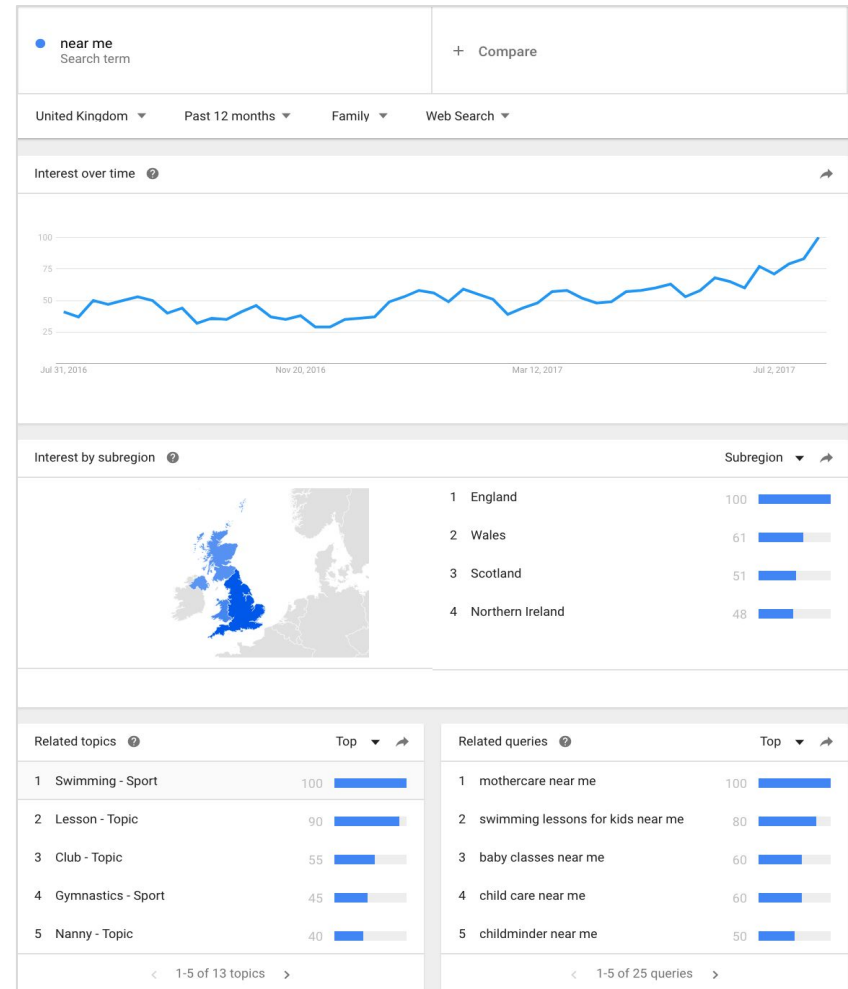 near me
Search term
+ Compare
United Kingdom Past 12 months Family Web Search
Interest over time ?
100
75
50
25
Jul 31, 2016 Nov 20, 2016 Mar 12, 2017 Jul 2, 2017
Interest by subregion ? Subregion
1 England 100
2 Wales 61
3 Scotland 51
4 Northern Ireland 48
Related topics ? Top
1 Swimming - Sport 100
2 Lesson - Topic 90
3 Club - Topic 55
4 Gymnastics - Sport 45
5 Nanny - Topic 40
< 1-5 of 13 topics >
Related queries ? Top
1 mothercare near me 100
2 swimming lessons for kids near me 80
3 baby classes near me 60
4 child care near me 60
5 childminder near me 50
< 1-5 of 25 queries >